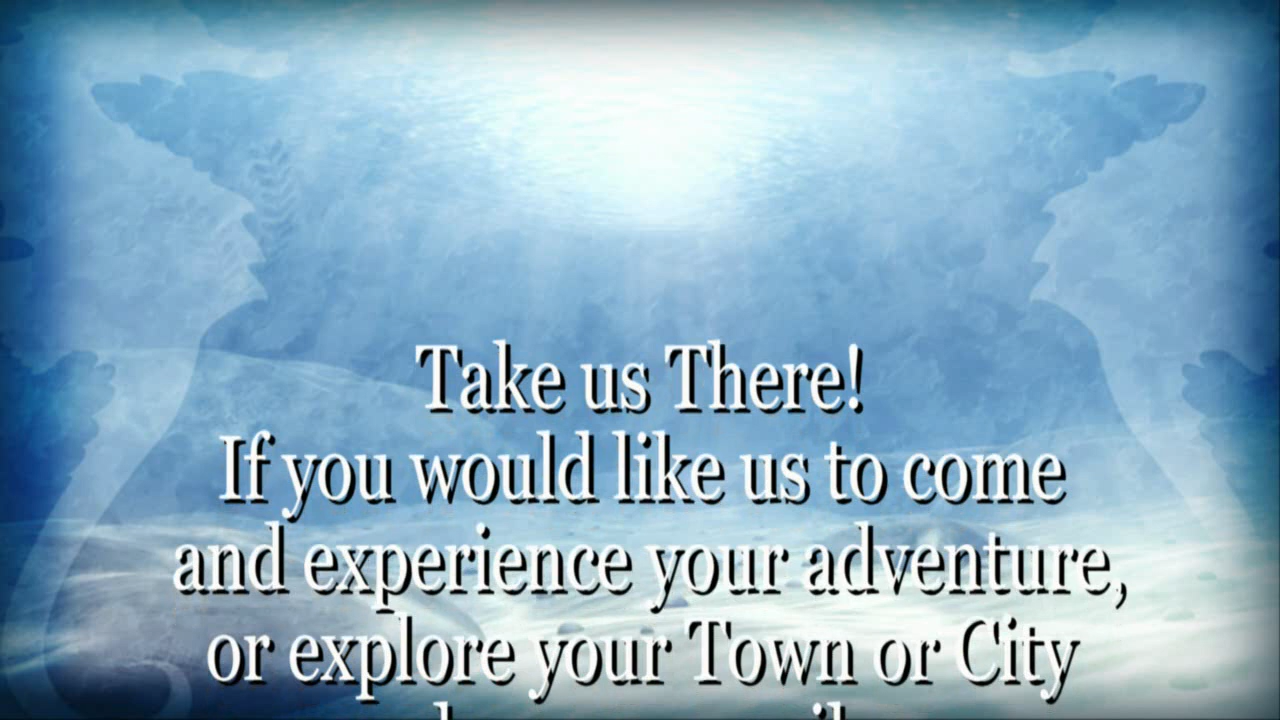 Take us There!
If you would like us to come
and experience your adventure,
or explore your Town or City